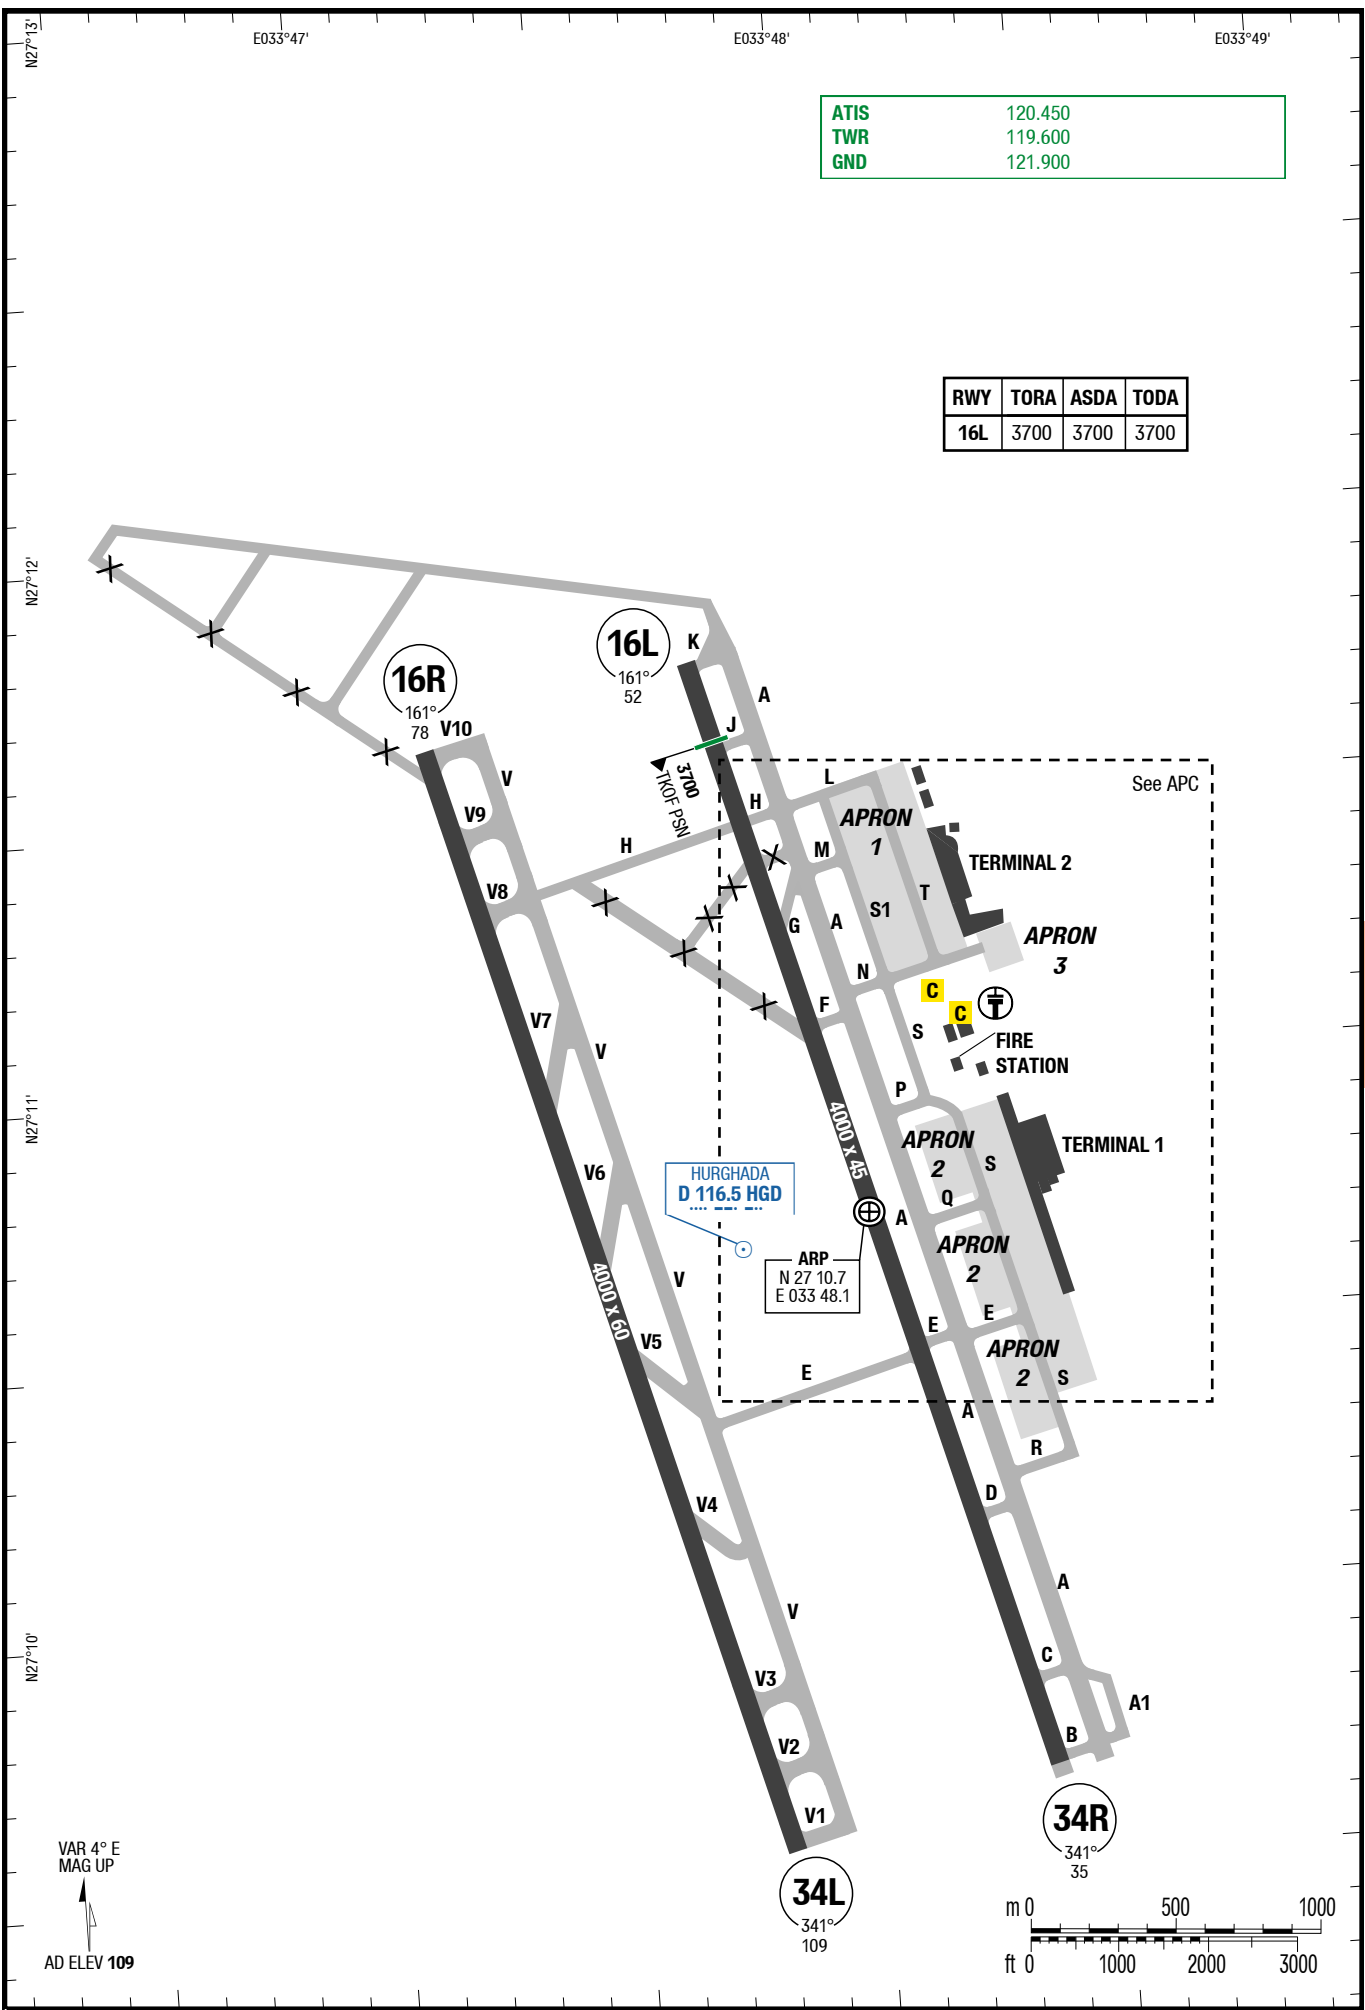 N27°13'
E033°47'
E033°48'
E033°49'
ATIS 120.450
TWR 119.600
GND 121.900
RWY TORA ASDA TODA
16L 3700 3700 3700
N27°12'
16L
161°
52
K
16R
161°
78
V10
A
J
V
3700
TKOF PSN
L
See APC
H
V9
APRON
1
H
M
TERMINAL 2
V8
T
S1
G
A
APRON
3
N
C
F
C
V7
S
FIRE
STATION
V
P
4000 X 45
N27°11'
APRON
2
TERMINAL 1
S
V6
HURGHADA
D 116.5 HGD
Q
A
APRON
2
ARP
N 27 10.7
E 033 48.1
V
4000 X 60
E
E
V5
APRON
2
E
S
A
R
D
V4
A
V
N27°10'
C
V3
A1
B
V2
V1
34R
341°
35
VAR 4° E
MAG UP
34L
341°
109
m 0 500 1000
AD ELEV 109
ft 0 1000 2000 3000